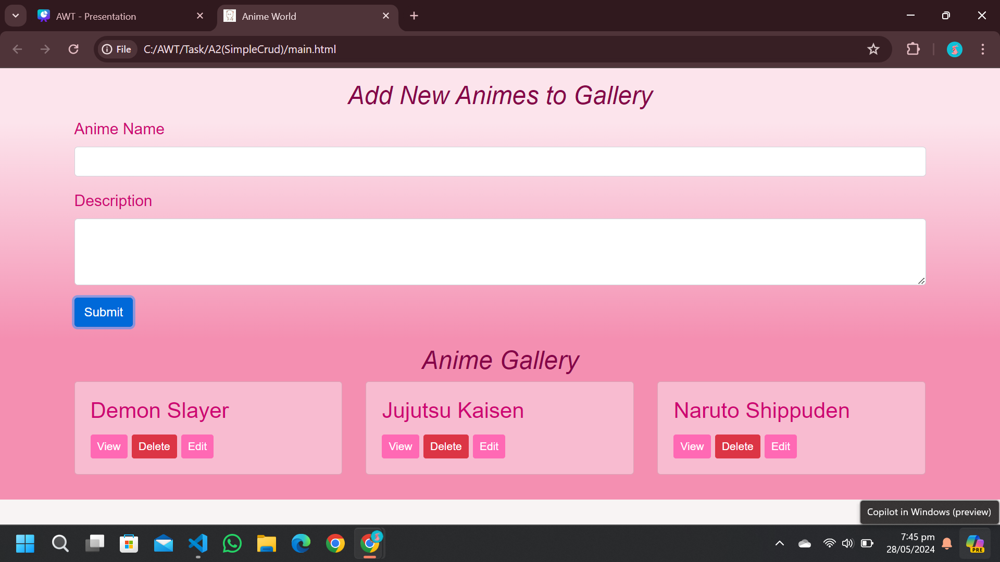 AWT - Presentation
Anime World
File
C:/AWT/Task/A2(SimpleCrud)/main.html
Add New Animes to Gallery
Anime Name
Description
Submit
Anime Gallery
Demon Slayer
Jujutsu Kaisen
Naruto Shippuden
View Delete Edit
View Delete Edit
View Delete Edit
Copilot in Windows (preview)
7:45 pm
28/05/2024
PRE